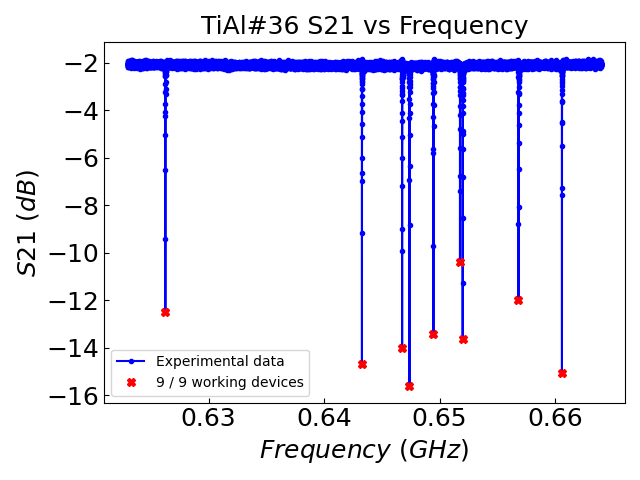 TiAl#36 S21 vs Frequency
S21 (dB)
−2
−4
−6
−8
−10
−12
−14
−16
Experimental data
9 / 9 working devices
0.63 0.64 0.65 0.66
Frequency (GHz)